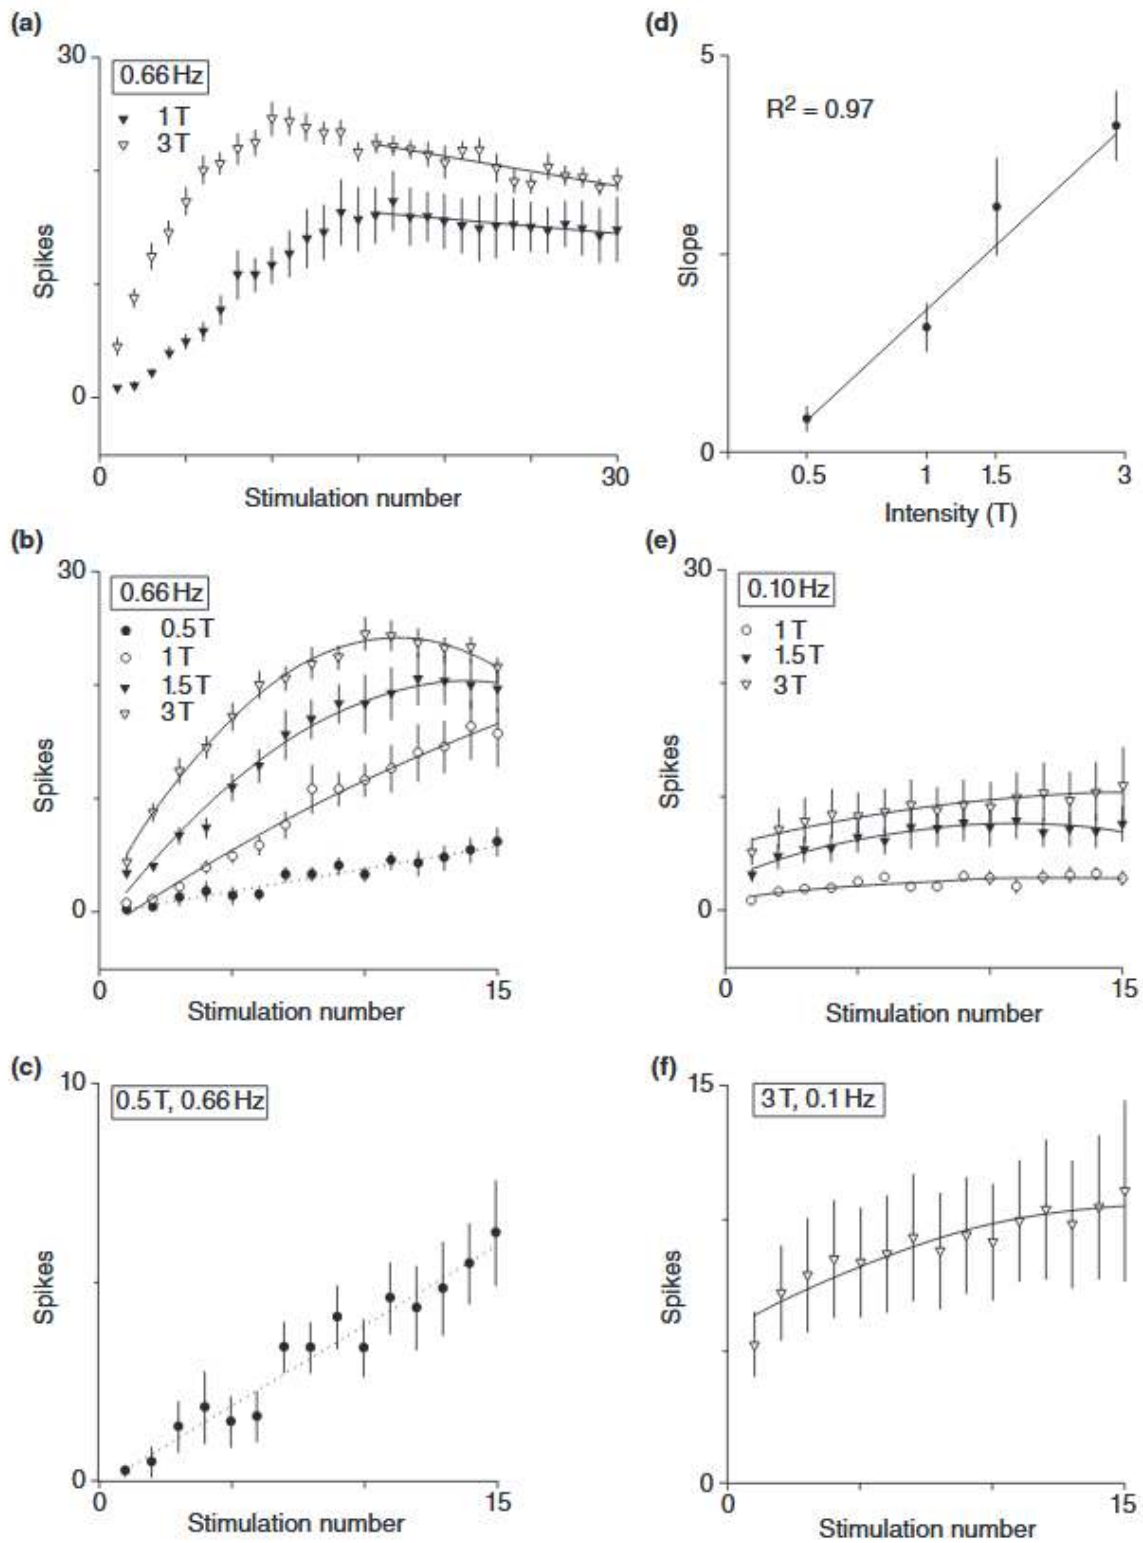 (a)
30
0.66 Hz
1 T
3 T
Spikes
0
0
30
Stimulation number
(d)
5
R² = 0.97
Slope
0
0.5
1
1.5
3
Intensity (T)
(b)
30
0.66 Hz
0.5 T
1 T
1.5 T
3 T
Spikes
0
0
15
Stimulation number
(e)
30
0.10 Hz
1 T
1.5 T
3 T
Spikes
0
0
15
Stimulation number
(c)
10
0.5 T, 0.66 Hz
Spikes
0
0
15
Stimulation number
(f)
15
3 T, 0.1 Hz
Spikes
0
0
15
Stimulation number